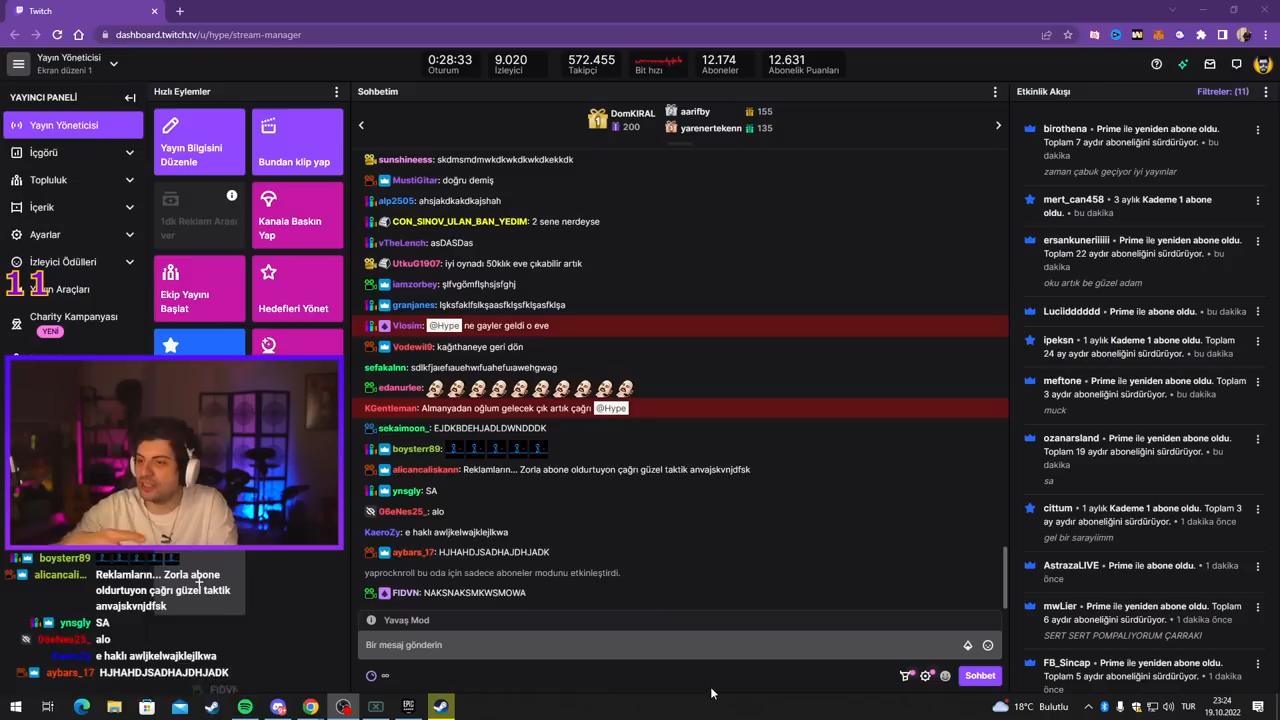 Twitch
dashboard.twitch.tv/u/hype/stream-manager
Yayın Yöneticisi
Ekran düzeni 1
0:28:33
Oturum
9.020
İzleyici
572.455
Takipçi
Bit hızı
12.174
Aboneler
12.631
Abonelik Puanları
YAYINCI PANELİ
Yayın Yöneticisi
İçgörü
Topluluk
İçerik
Ayarlar
İzleyici Ödülleri
11
Araçları
Charity Kampanyası
YENİ
Hızlı Eylemler
Yayın Bilgisini
Düzenle
Bundan klip yap
1dk Reklam Arası
ver
Kanala Baskın
Yap
Ekip Yayını
Başlat
Hedefleri Yönet
Sohbetim
1
DomKIRAL
200
aarifby
155
yarenertekenn
135
sunshineess: skdmsmdmwkdkwkdkwkdkekkdk
MustiGitar: doğru demiş
alp2505: ahsjakdkakdkajshah
CON_SINOV_ULAN_BAN_YEDIM: 2 sene nerdeyse
vTheLench: asDASDas
UtkuG1907: iyi oynadı 50klık eve çıkabilir artık
iamzorbey: şlfvgömflşhsjsfghj
granjanes: lşksfaklfslkşaasfklşsfklşasfklşa
Vlosim: @Hype ne gayler geldi o eve
Vodewil9: kağıthaneye geri dön
sefakalnn: sdlkfjaıefıauehwıfuahefuıawehgwag
edanurlee:
KGentleman: Almanyadan oğlum gelecek çık artık çağrı @Hype
sekaimoon_: EJDKBDEHJADLDWNDDDK
boysterr89:
alicancaliskann: Reklamların... Zorla abone oldurtuyon çağrı güzel taktik anvajskvnjdfsk
ynsgly: SA
06eNes25_: alo
KaeroZy: e haklı awljkelwajklejlkwa
aybars_17: HJHAHDJSADHAJDHJADK
yaprocknroll bu oda için sadece aboneler modunu etkinleştirdi.
FIDVN: NAKSNAKSMKWSMOWA
Yavaş Mod
Bir mesaj gönderin
∞
Sohbet
Etkinlik Akışı
Filtreler: (11)
birothena • Prime ile yeniden abone oldu.
Toplam 7 aydır aboneliğini sürdürüyor. • bu
dakika
zaman çabuk geçiyor iyi yayınlar
mert_can458 • 3 aylık Kademe 1 abone
oldu. • bu dakika
ersankuneriiiiii • Prime ile yeniden abone oldu.
Toplam 22 aydır aboneliğini sürdürüyor. • bu
dakika
oku artık be güzel adam
Luciidddddd • Prime ile abone oldu. • bu dakika
ipeksn • 1 aylık Kademe 1 abone oldu. Toplam
24 ay aydır aboneliğini sürdürüyor. • bu dakika
meftone • Prime ile yeniden abone oldu. Toplam
3 aydır aboneliğini sürdürüyor. • bu dakika
muck
ozanarsland • Prime ile yeniden abone oldu.
Toplam 19 aydır aboneliğini sürdürüyor. • bu
dakika
sa
cittum • 1 aylık Kademe 1 abone oldu. Toplam 3
ay aydır aboneliğini sürdürüyor. • 1 dakika önce
gel bir sarayiimm
AstrazaLIVE • Prime ile abone oldu. • 1 dakika
önce
mwLier • Prime ile yeniden abone oldu. Toplam
6 aydır aboneliğini sürdürüyor. • 1 dakika önce
SERT SERT POMPALIYORUM ÇARRAKI
FB_Sincap • Prime ile yeniden abone oldu.
Toplam 5 aydır aboneliğini sürdürüyor. • 1 dakika
önce
boysterr89
alicancali... Reklamların... Zorla abone
oldurtuyon çağrı güzel taktik
anvajskvnjdfsk
ynsgly SA
06eNes25_ alo
KaeroZy e haklı awljkelwajklejlkwa
aybars_17 HJHAHDJSADHAJDHJADK
FiDVN
18°C Bulutlu
TUR
23:24
19.10.2022